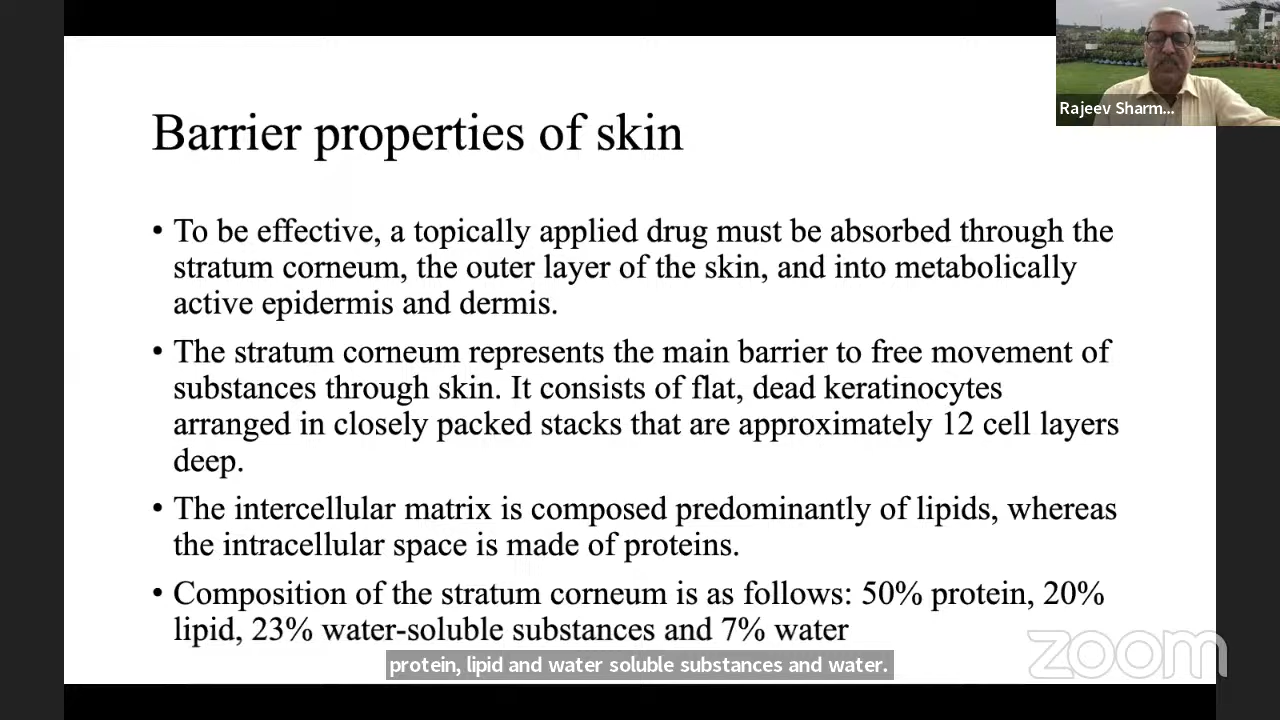 Rajeev Sharm...
Barrier properties of skin
• To be effective, a topically applied drug must be absorbed through the
stratum corneum, the outer layer of the skin, and into metabolically
active epidermis and dermis.
• The stratum corneum represents the main barrier to free movement of
substances through skin. It consists of flat, dead keratinocytes
arranged in closely packed stacks that are approximately 12 cell layers
deep.
• The intercellular matrix is composed predominantly of lipids, whereas
the intracellular space is made of proteins.
• Composition of the stratum corneum is as follows: 50% protein, 20%
lipid, 23% water-soluble substances and 7% water
protein, lipid and water soluble substances and water.
zoom